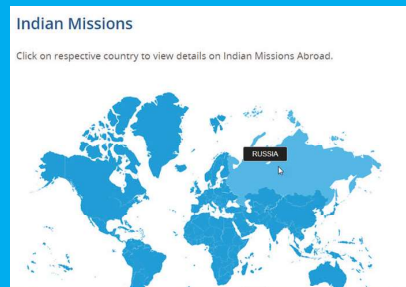 Indian Missions
Click on respective country to view details on Indian Missions Abroad.
RUSSIA